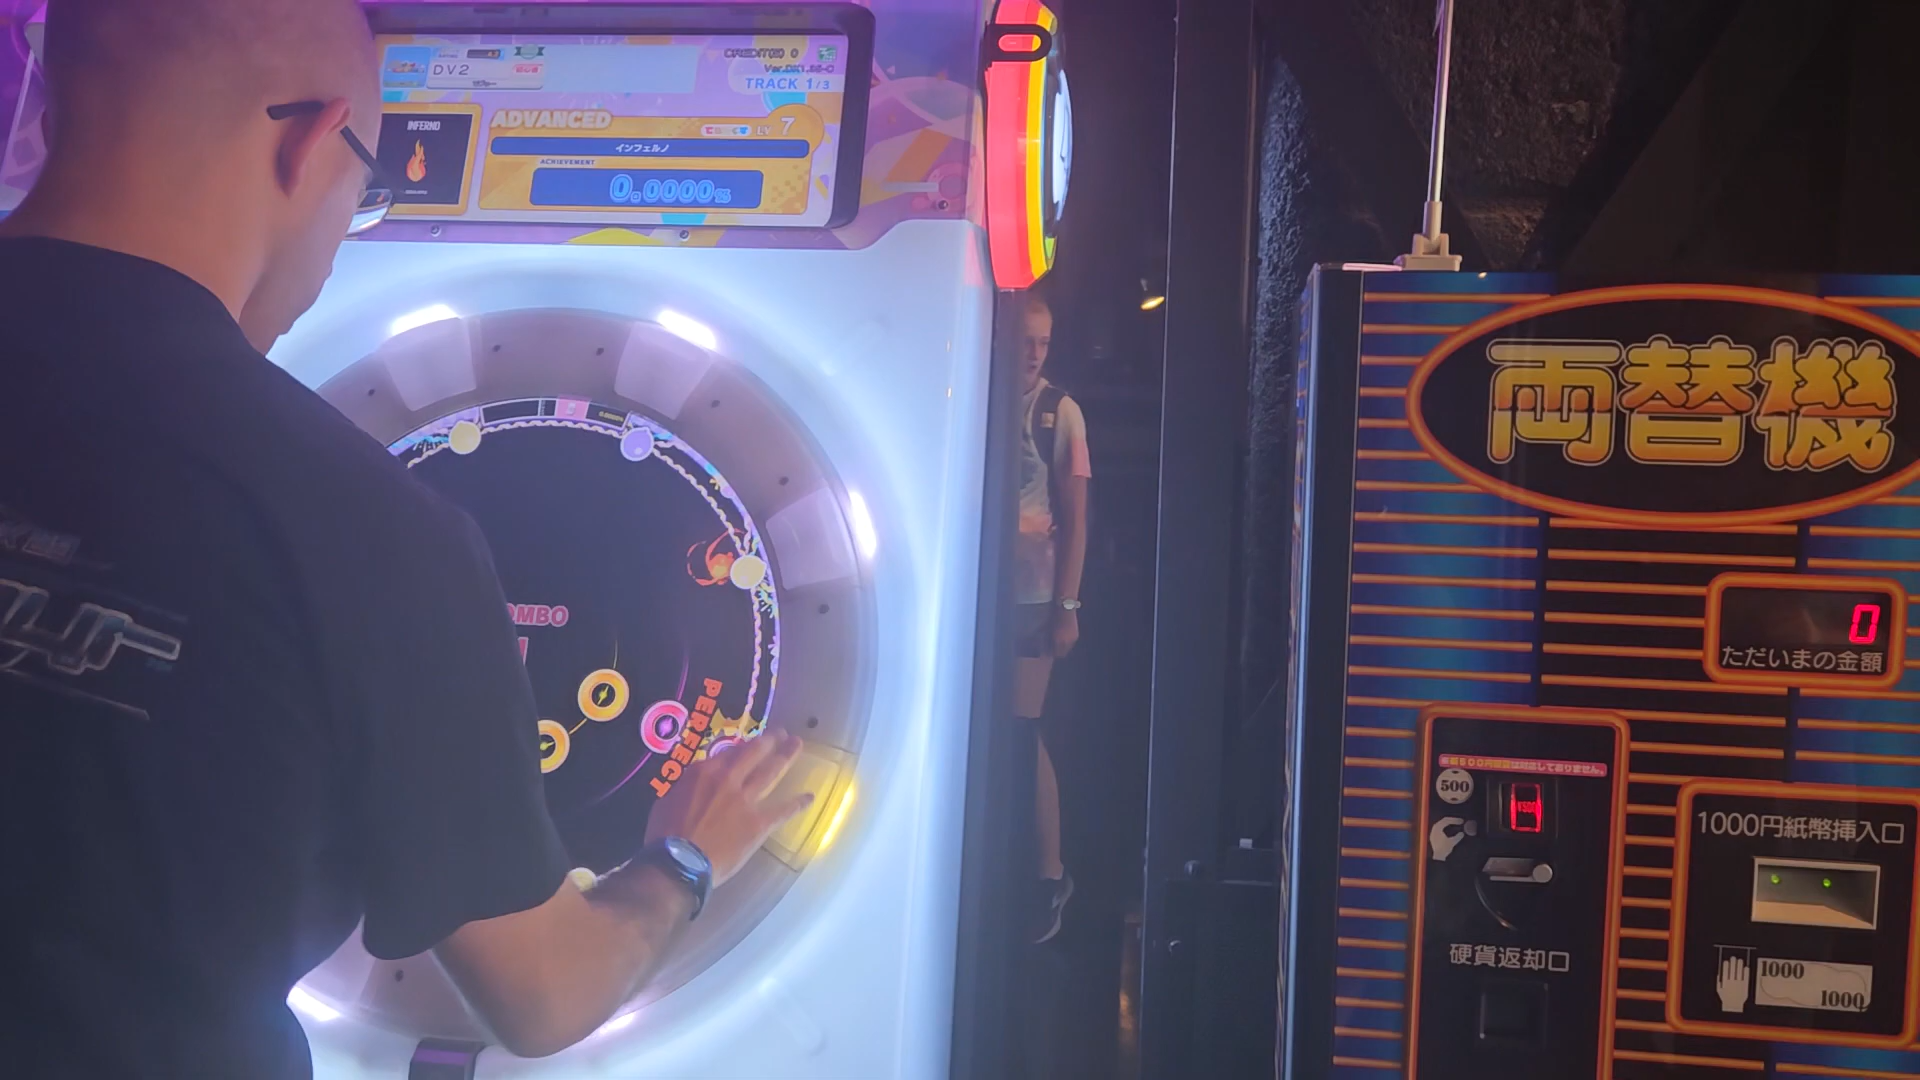 DV2
CREDIT(S) 0
TRACK 1/3
INFERNO
ADVANCED
LV 7
インフェルノ
ACHIEVEMENT
0.0000%
OMBO
PERFECT
両替機
0
ただいまの金額
500
1000円紙幣挿入口
硬貨返却口
1000
1000